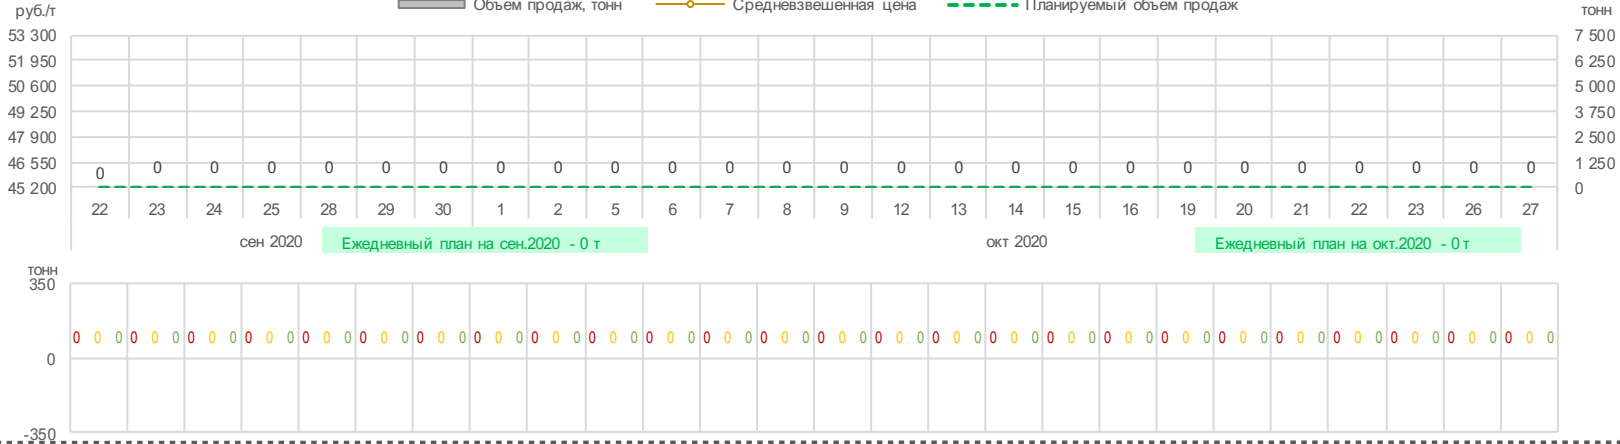 руб./т Объем продаж, тонн Средневзвешенная цена Планируемый объем продаж тонн
53 300 7 500
51 950 6 250
50 600 5 000
49 250 3 750
47 900 2 500
46 550 0 0 0 0 0 0 0 0 0 0 0 0 0 0 0 0 0 0 0 0 0 0 0 0 0 0 1 250
45 200 0
22 23 24 25 28 29 30 1 2 5 6 7 8 9 12 13 14 15 16 19 20 21 22 23 26 27
сен 2020 Ежедневный план на сен.2020 - 0 т окт 2020 Ежедневный план на окт.2020 - 0 т
тонн
350
0 0 0 0 0 0 0 0 0 0 0 0 0 0 0 0 0 0 0 0 0 0 0 0 0 0 0 0 0 0 0 0 0 0 0 0 0 0 0 0 0 0 0 0 0 0 0 0 0 0 0 0 0 0 0 0 0 0 0 0 0 0 0 0 0 0 0 0 0 0 0 0 0 0 0 0 0 0
0
-350